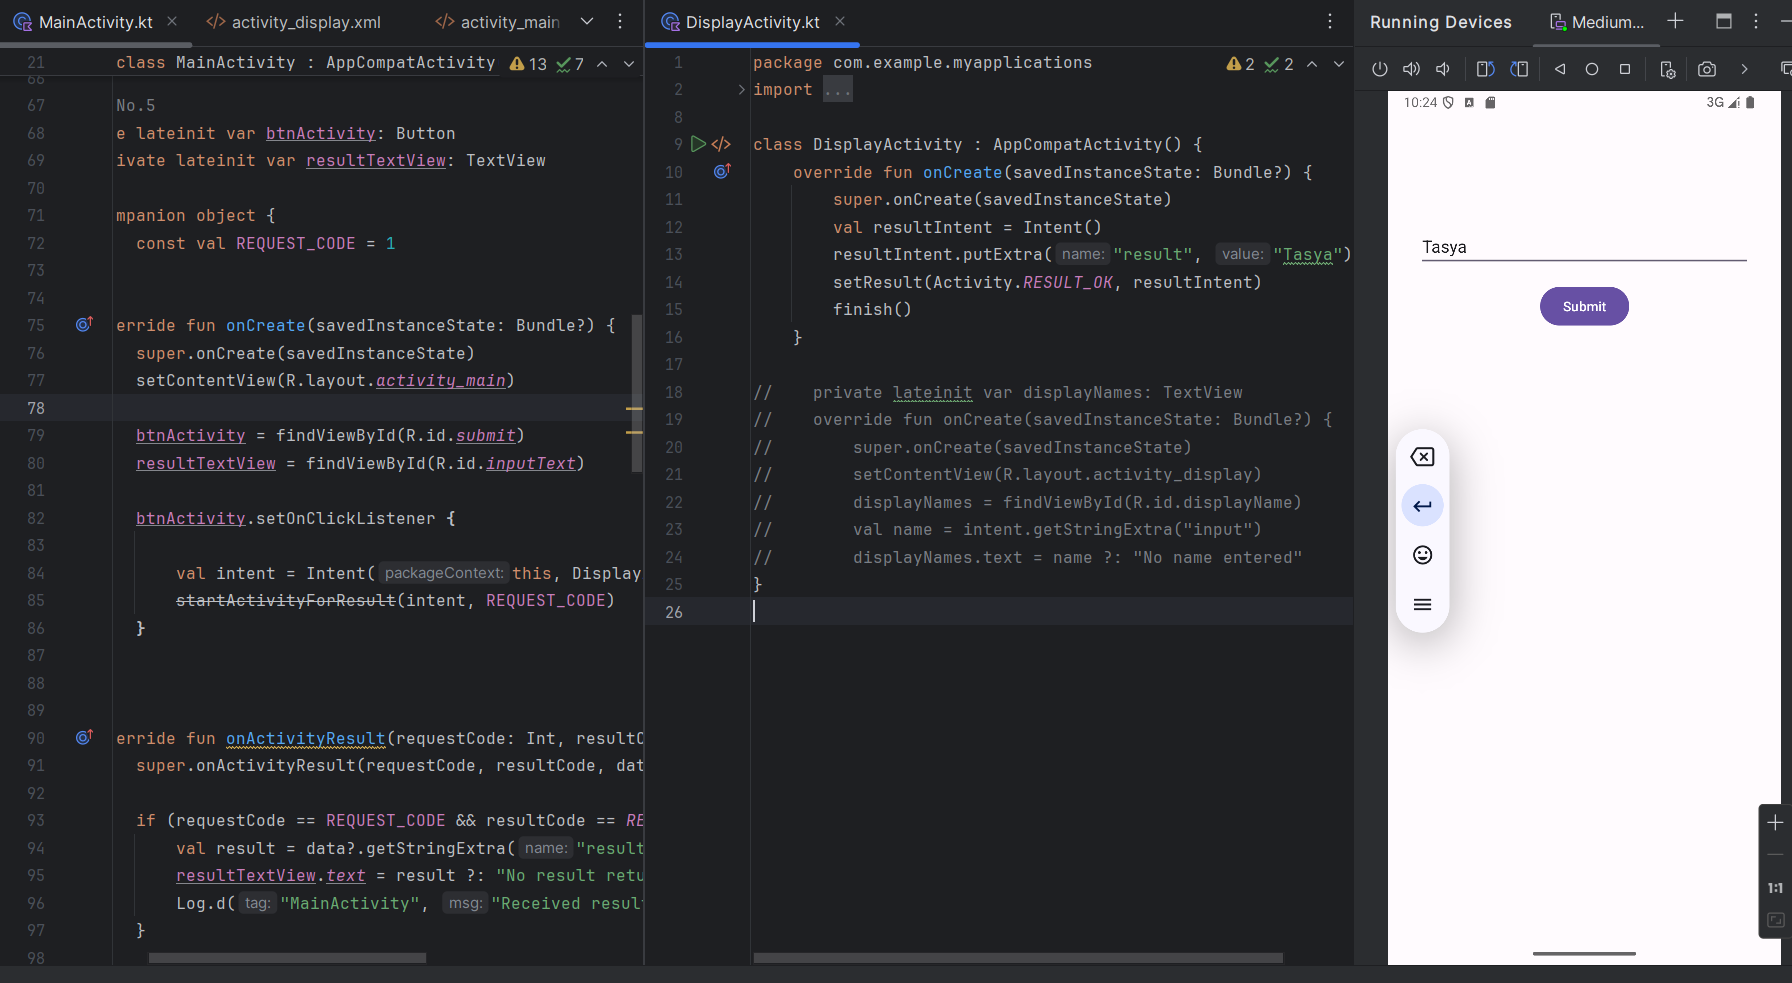 MainActivity.kt
activity_display.xml
activity_main
21 class MainActivity : AppCompatActivity 13 7
66
67 No.5
68 e lateinit var btnActivity: Button
69 ivate lateinit var resultTextView: TextView
70
71 mpanion object {
72 const val REQUEST_CODE = 1
73
74
75 erride fun onCreate(savedInstanceState: Bundle?) {
76 super.onCreate(savedInstanceState)
77 setContentView(R.layout.activity_main)
78
79 btnActivity = findViewById(R.id.submit)
80 resultTextView = findViewById(R.id.inputText)
81
82 btnActivity.setOnClickListener {
83
84 val intent = Intent( packageContext: this, Display
85 startActivityForResult(intent, REQUEST_CODE)
86 }
87
88
89
90 erride fun onActivityResult(requestCode: Int, resultC
91 super.onActivityResult(requestCode, resultCode, dat
92
93 if (requestCode == REQUEST_CODE && resultCode == RE
94 val result = data?.getStringExtra( name: "result
95 resultTextView.text = result ?: "No result retu
96 Log.d( tag: "MainActivity", msg: "Received resul
97 }
98
DisplayActivity.kt
1 package com.example.myapplications 2 2
2 import ...
8
9 class DisplayActivity : AppCompatActivity() {
10 override fun onCreate(savedInstanceState: Bundle?) {
11 super.onCreate(savedInstanceState)
12 val resultIntent = Intent()
13 resultIntent.putExtra( name: "result", value: "Tasya")
14 setResult(Activity.RESULT_OK, resultIntent)
15 finish()
16 }
17
18 // private lateinit var displayNames: TextView
19 // override fun onCreate(savedInstanceState: Bundle?) {
20 // super.onCreate(savedInstanceState)
21 // setContentView(R.layout.activity_display)
22 // displayNames = findViewById(R.id.displayName)
23 // val name = intent.getStringExtra("input")
24 // displayNames.text = name ?: "No name entered"
25 }
26
Running Devices
Medium...
10:24
3G
Tasya
Submit
1:1